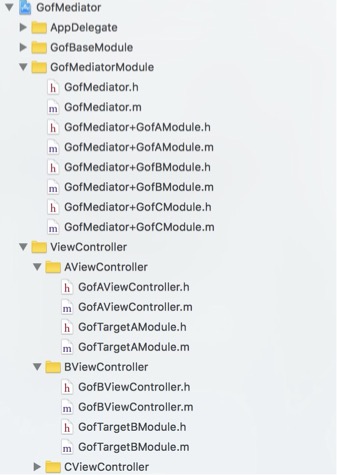 GofMediator
AppDelegate
GofBaseModule
GofMediatorModule
h GofMediator.h
m GofMediator.m
h GofMediator+GofAModule.h
m GofMediator+GofAModule.m
h GofMediator+GofBModule.h
m GofMediator+GofBModule.m
h GofMediator+GofCModule.h
m GofMediator+GofCModule.m
ViewController
AViewController
h GofAViewController.h
m GofAViewController.m
h GofTargetAModule.h
m GofTargetAModule.m
BViewController
h GofBViewController.h
m GofBViewController.m
h GofTargetBModule.h
m GofTargetBModule.m
CViewController